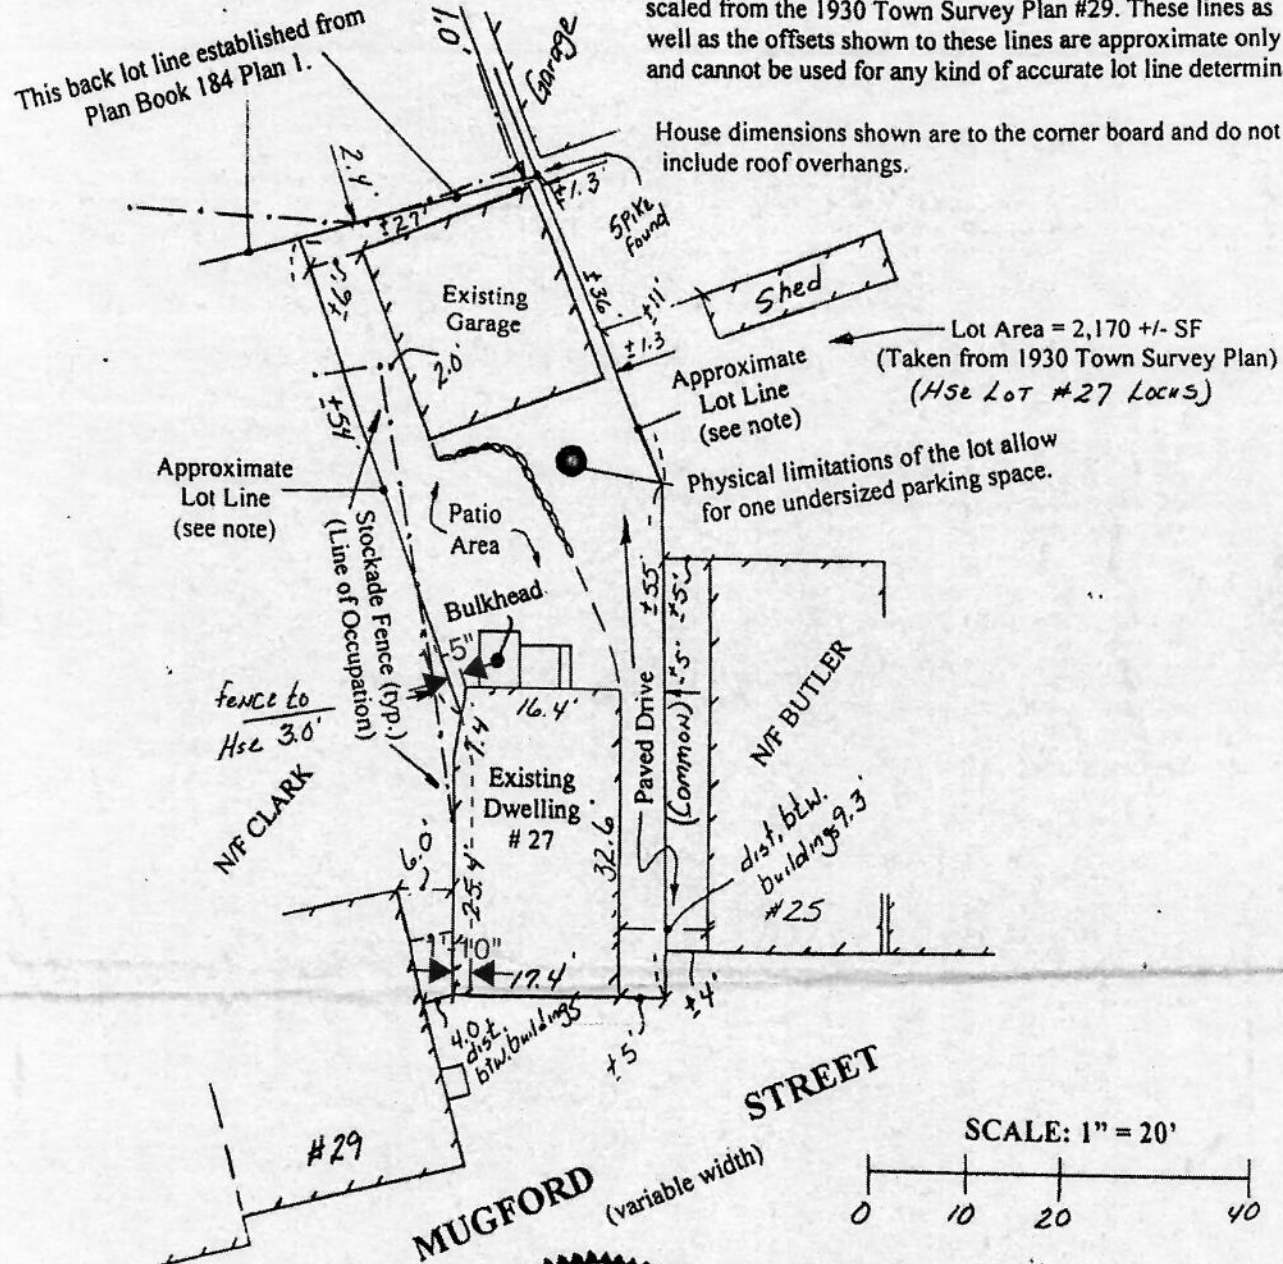 scaled from the 1930 Town Survey Plan #29. These lines as
well as the offsets shown to these lines are approximate only
and cannot be used for any kind of accurate lot line determin
House dimensions shown are to the corner board and do not
include roof overhangs.
This back lot line established from
Plan Book 184 Plan 1.
1.0'
Garage
2.4'
±27'
±1.3'
Spike
found
Existing
Garage
±36'
±11'
Shed
±1.3
2.0'
±54'
Lot Area = 2,170 +/- SF
(Taken from 1930 Town Survey Plan)
(HSe LOT #27 Locus)
Approximate
Lot Line
(see note)
Physical limitations of the lot allow
for one undersized parking space.
Approximate
Lot Line
(see note)
Stockade Fence (typ.)
(Line of Occupation)
Patio
Area
Bulkhead
5"
±55'
±5'
±5'
fence to
Hse 3.0'
16.4'
7.4'
Paved Drive
(COMMON)
N/F BUTLER
N/F CLARK
Existing
Dwelling
# 27
32.6'
25.4'
6.0'
dist, btw.
buildings 9.3'
#25
1'-10"
17.4'
±4'
4.0
dist.
btw. buildings
±5'
#29
MUGFORD STREET
(variable width)
SCALE: 1" = 20'
0 10 20 40